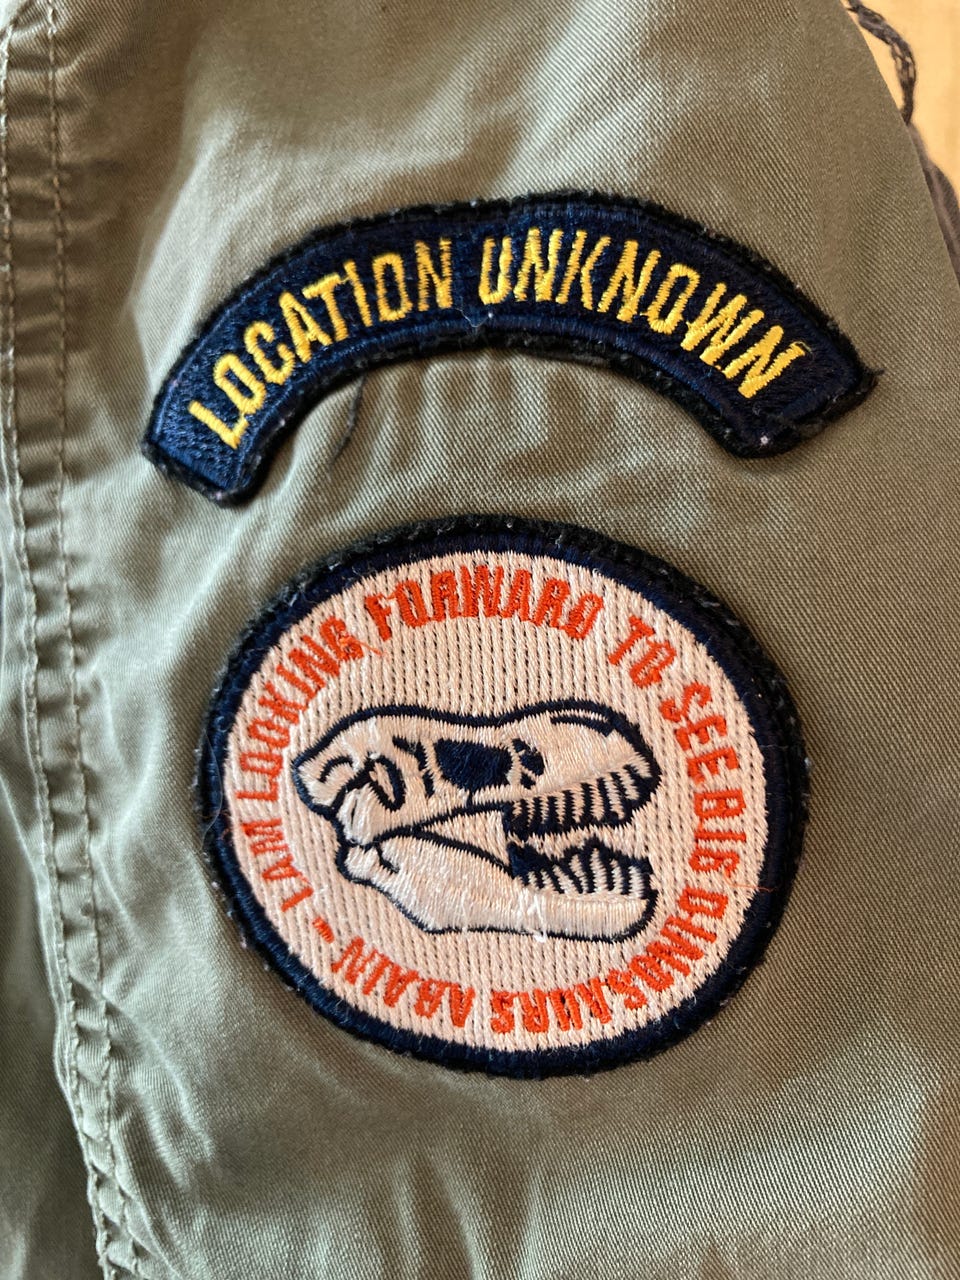 LOCATION UNKNOWN
I AM LOOKING FORWARD TO SEE BIG DINOSAURS AGAIN -